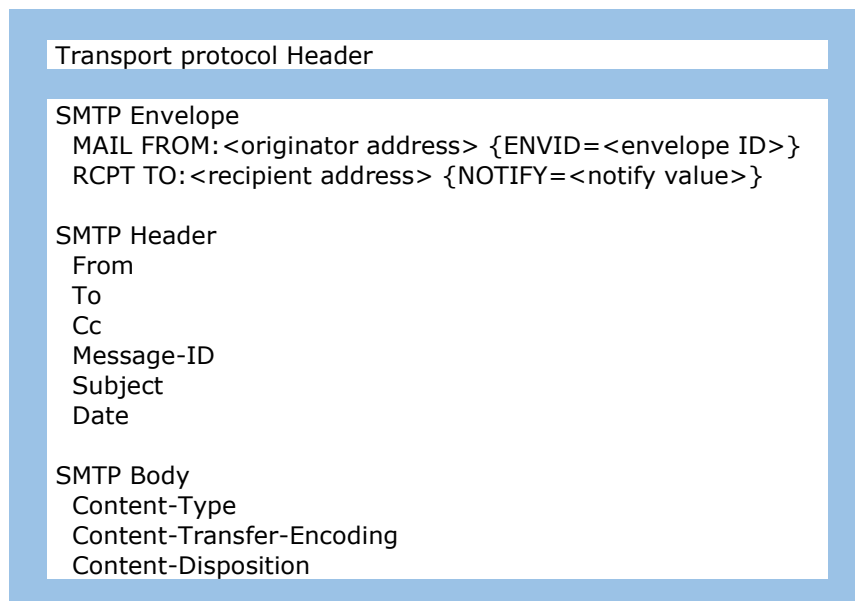 Transport protocol Header
SMTP Envelope
MAIL FROM:<originator address> {ENVID=<envelope ID>}
RCPT TO:<recipient address> {NOTIFY=<notify value>}
SMTP Header
From
To
Cc
Message-ID
Subject
Date
SMTP Body
Content-Type
Content-Transfer-Encoding
Content-Disposition